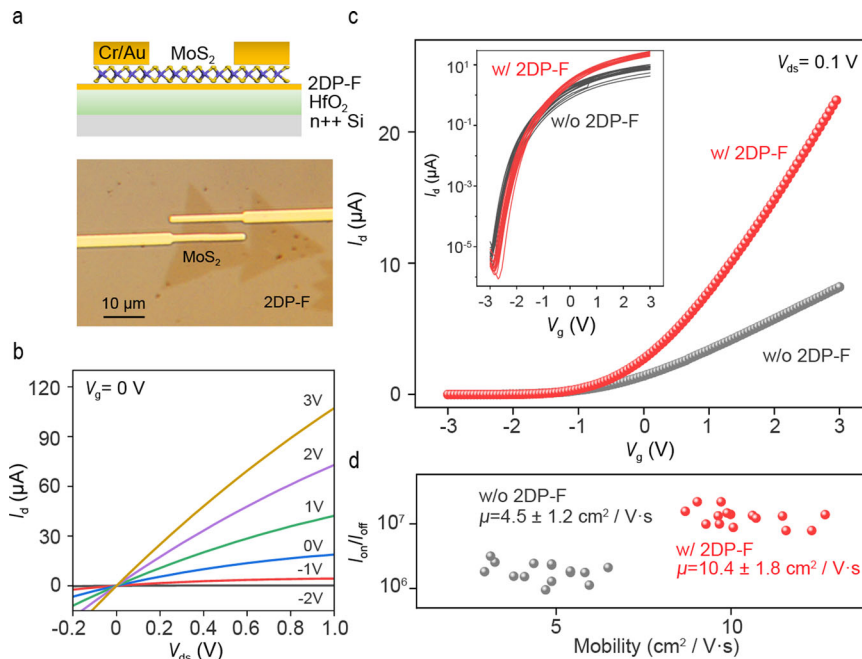 a
Cr/Au
MoS2
2DP-F
HfO2
n++ Si
MoS2
10 μm
2DP-F
b
Vg= 0 V
120
90
60
30
0
Id (μA)
3V
2V
1V
0V
-1V
-2V
-0.2 0 0.2 0.4 0.6 0.8 1.0
Vds (V)
c
Vds= 0.1 V
20
10
0
Id (μA)
w/ 2DP-F
w/o 2DP-F
-3 -2 -1 0 1 2 3
Vg (V)
10^1
10^-1
10^-3
10^-5
Id (μA)
w/ 2DP-F
w/o 2DP-F
-3 -2 -1 0 1 2 3
Vg (V)
d
10^7
10^6
Ion/Ioff
w/o 2DP-F
μ=4.5 ± 1.2 cm2 / V·s
w/ 2DP-F
μ=10.4 ± 1.8 cm2 / V·s
5 10
Mobility (cm2 / V·s)